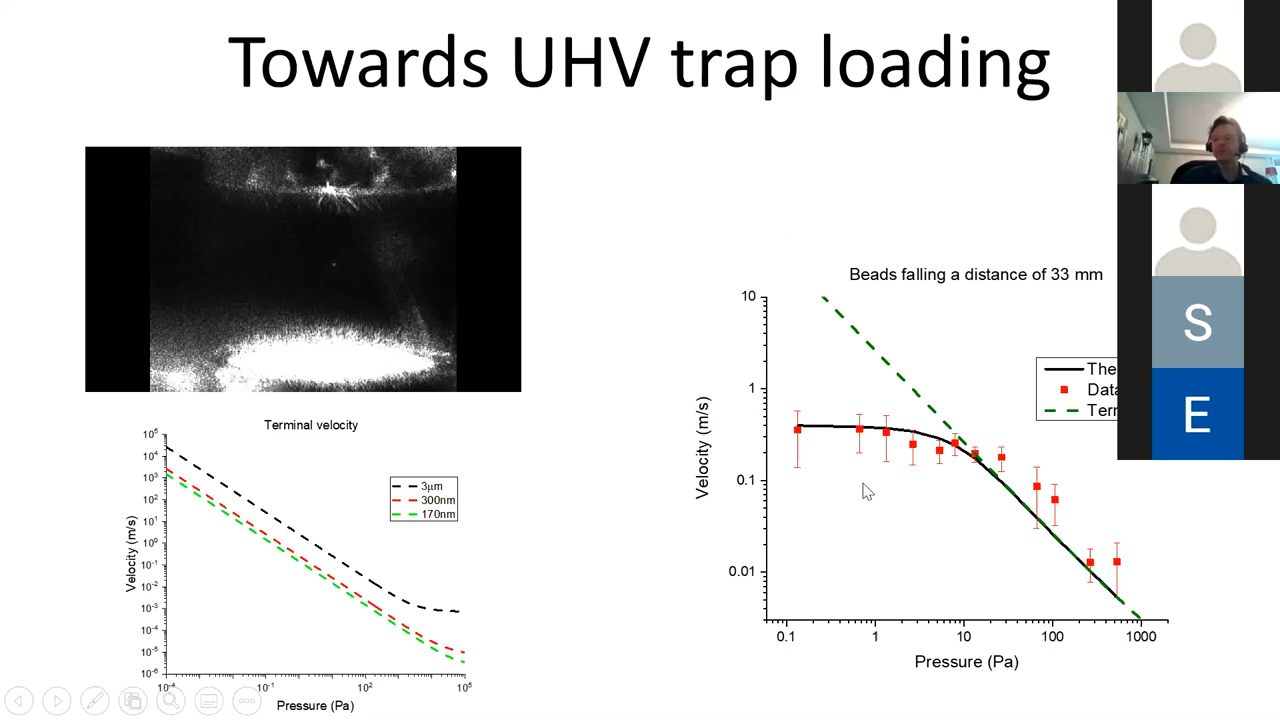 Towards UHV trap loading
S
E
Beads falling a distance of 33 mm
10
1
0.1
0.01
Velocity (m/s)
0.1
1
10
100
1000
Pressure (Pa)
Terminal velocity
3μm
300nm
170nm
10⁵
10⁴
10³
10²
10¹
10⁰
10⁻¹
10⁻²
10⁻³
10⁻⁴
10⁻⁵
10⁻⁶
Velocity (m/s)
10⁻⁴
10⁻¹
10²
10⁵
Pressure (Pa)